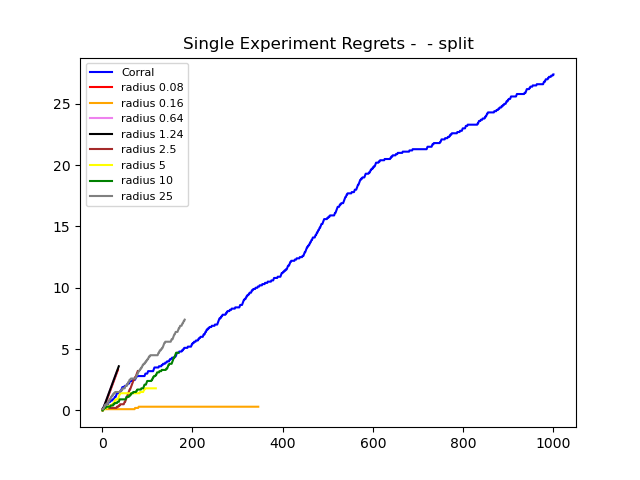 Single Experiment Regrets -  - split
Corral
radius 0.08
radius 0.16
radius 0.64
radius 1.24
radius 2.5
radius 5
radius 10
radius 25
25
20
15
10
5
0
0 200 400 600 800 1000